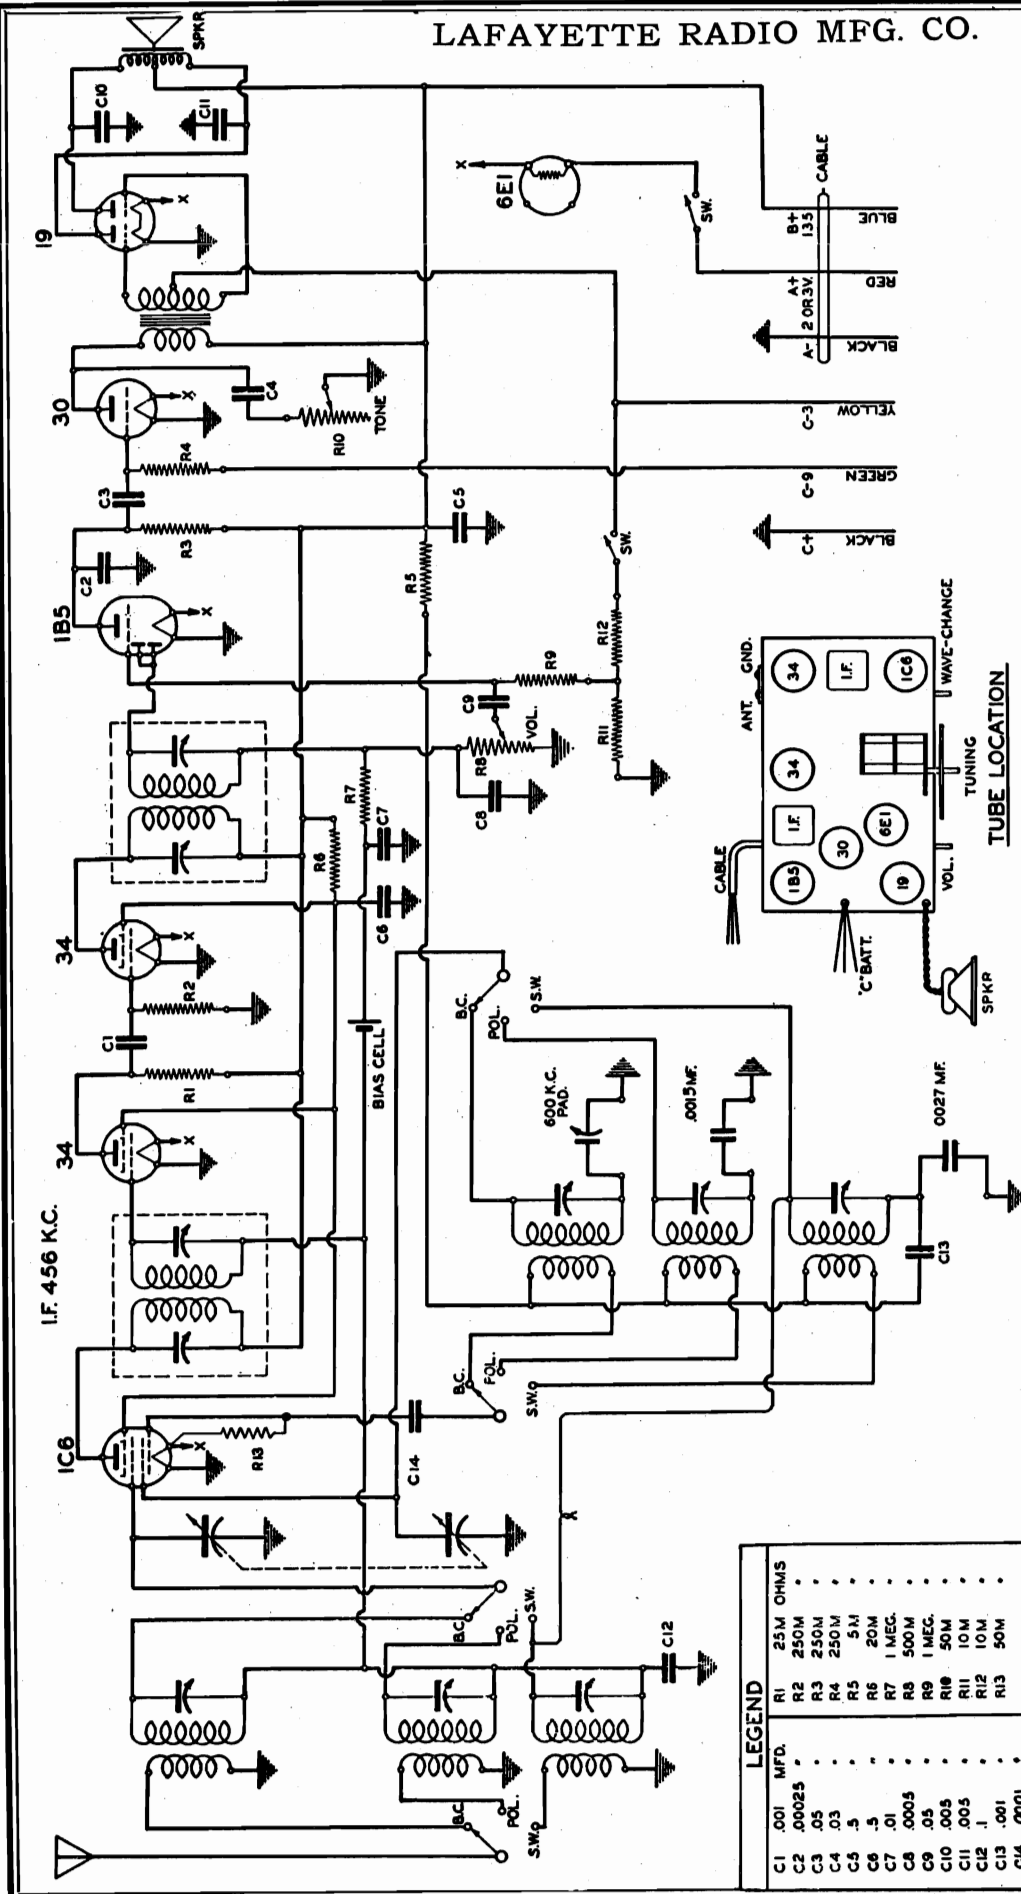 LAFAYETTE RADIO MFG. CO.
I.F. 456 K.C.
1C6
34
34
1B5
30
19
SPKR
C10
C11
X
X
X
X
X
X
R13
R1
C1
R2
C2
R3
C3
R4
C4
R10
TONE
X
6E1
SW.
R6
R7
C6
C7
BIAS CELL
R5
C5
C8
R8
VOL.
C9
R9
R11
R12
SW.
C14
B.C.
POL.
S.W.
B.C.
POL.
S.W.
B.C.
POL.
S.W.
B.C.
POL.
S.W.
C12
X
600 K.C.
PAD.
.0015 MF.
C13
0027 MF.
C+
BLACK
C-9
GREEN
C-3
YELLOW
A-
2 OR 3V.
A+
BLACK
RED
B+
135
BLUE
CABLE
CABLE
ANT.
GND.
1B5
I.F.
34
34
30
I.F.
19
6E1
1C6
"C" BATT.
SPKR
VOL.
TUNING
WAVE-CHANGE
TUBE LOCATION
LEGEND
C1 .001 MFD. R1 25M OHMS
C2 .00025 " R2 250M "
C3 .05 " R3 250M "
C4 .03 " R4 250M "
C5 .5 " R5 5M "
C6 .5 " R6 20M "
C7 .01 " R7 1 MEG. "
C8 .0005 " R8 500M "
C9 .05 " R9 1 MEG. "
C10 .005 " R10 50M "
C11 .005 " R11 10M "
C12 .1 " R12 10M "
C13 .001 " R13 50M "
C14 .0001 "